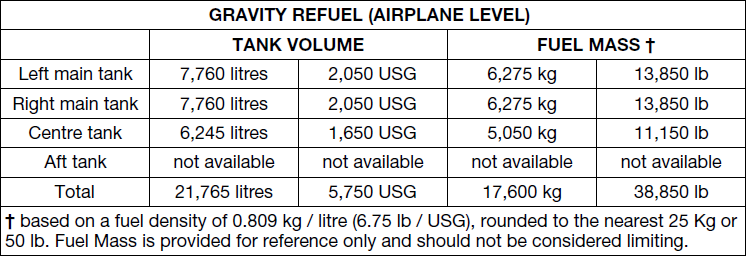 GRAVITY REFUEL (AIRPLANE LEVEL)
TANK VOLUME FUEL MASS †
Left main tank 7,760 litres 2,050 USG 6,275 kg 13,850 lb
Right main tank 7,760 litres 2,050 USG 6,275 kg 13,850 lb
Centre tank 6,245 litres 1,650 USG 5,050 kg 11,150 lb
Aft tank not available not available not available not available
Total 21,765 litres 5,750 USG 17,600 kg 38,850 lb
† based on a fuel density of 0.809 kg / litre (6.75 lb / USG), rounded to the nearest 25 Kg or
50 lb. Fuel Mass is provided for reference only and should not be considered limiting.